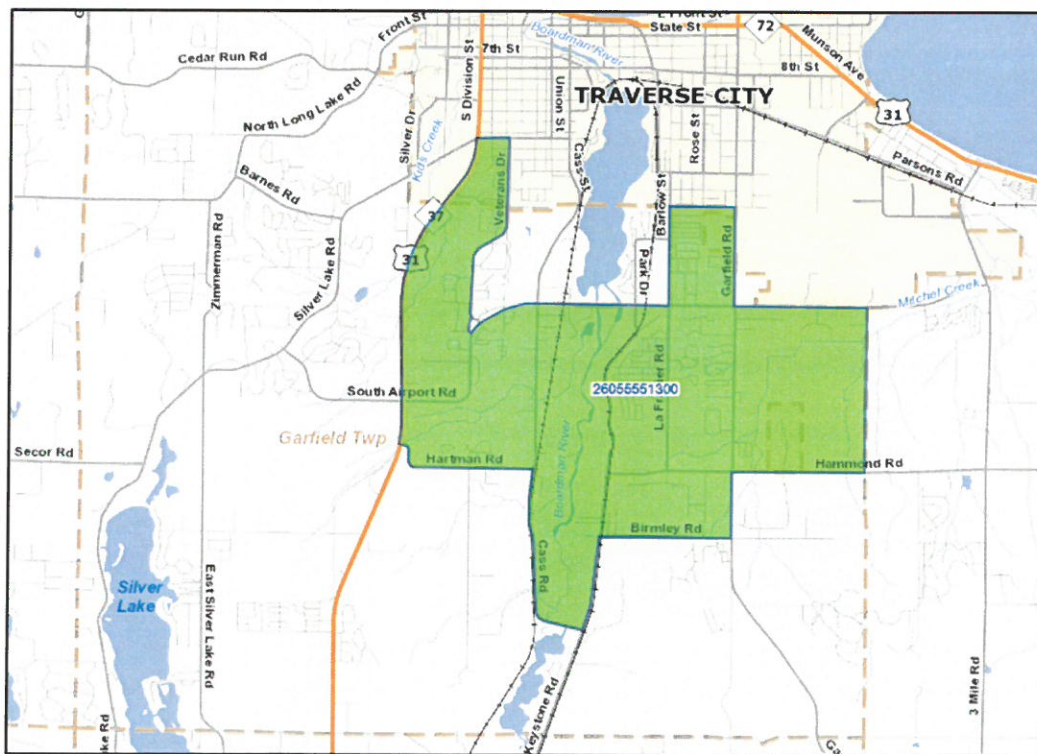 E Front St
State St
72
Front St
Boardman River
7th St
Munson Ave
Cedar Run Rd
S Division St
8th St
Union St
TRAVERSE CITY
31
North Long Lake Rd
Silver Dr
Kids Creek
Rose St
Cass St
Parsons Rd
Barnes Rd
Veterans Dr
Barlow St
37
Zimmerman Rd
Silver Lake Rd
31
Park Dr
Garfield Rd
Mitchel Creek
South Airport Rd
26055551300
La Franier Rd
Garfield Twp
Boardman River
Secor Rd
Hartman Rd
Hammond Rd
Birmley Rd
Cass Rd
Silver
Lake
East Silver Lake Rd
3 Mile Rd
Keystone Rd
ke Rd
Ga